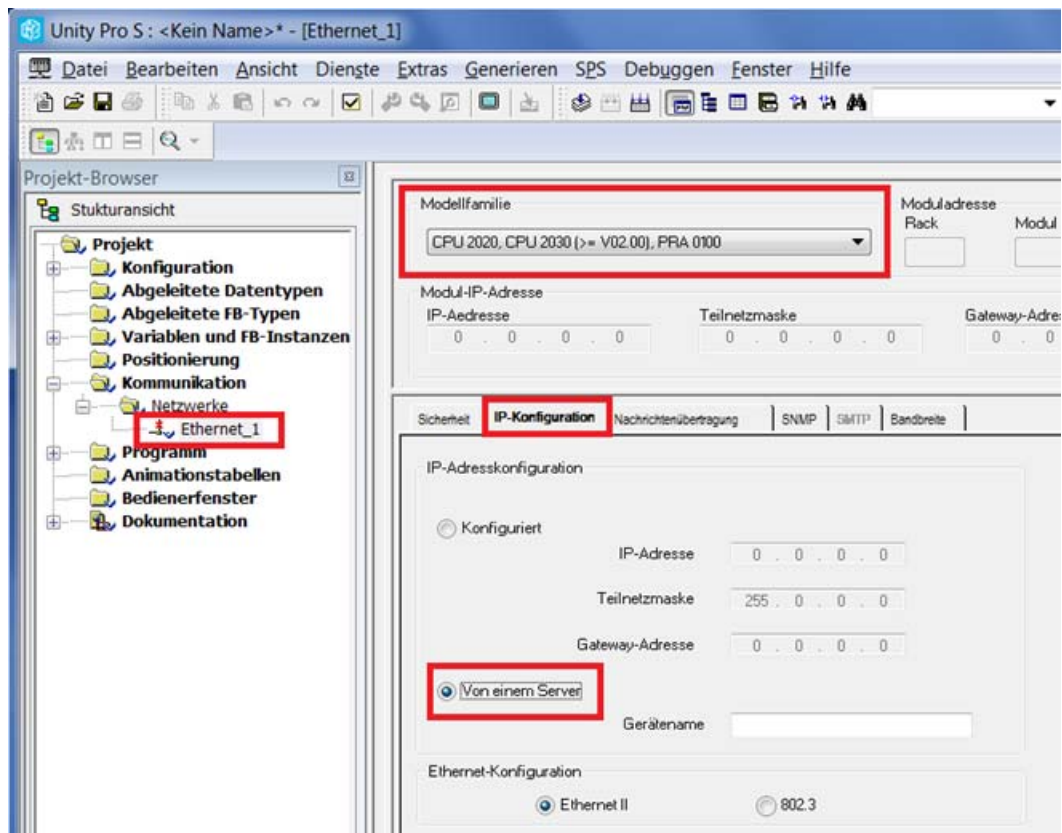 Unity Pro S : <Kein Name>* - [Ethernet_1]
Datei Bearbeiten Ansicht Dienste Extras Generieren SPS Debuggen Fenster Hilfe
Projekt-Browser
Stukturansicht
Projekt
Konfiguration
Abgeleitete Datentypen
Abgeleitete FB-Typen
Variablen und FB-Instanzen
Positionierung
Kommunikation
Netzwerke
Ethernet_1
Programm
Animationstabellen
Bedienerfenster
Dokumentation
Modellfamilie
CPU 2020, CPU 2030 (>= V02.00), PRA 0100
Moduladresse
Rack Modul
Modul-IP-Adresse
IP-Aedresse Teilnetzmaske Gateway-Adre
0 . 0 . 0 . 0 0 . 0 . 0 . 0 0 . 0
Sicherheit IP-Konfiguration Nachrichtenübertragung SNMP SMTP Bandbreite
IP-Adresskonfiguration
Konfiguriert
IP-Adresse 0 . 0 . 0 . 0
Teilnetzmaske 255 . 0 . 0 . 0
Gateway-Adresse 0 . 0 . 0 . 0
Von einem Server
Gerätename
Ethernet-Konfiguration
Ethernet II 802.3